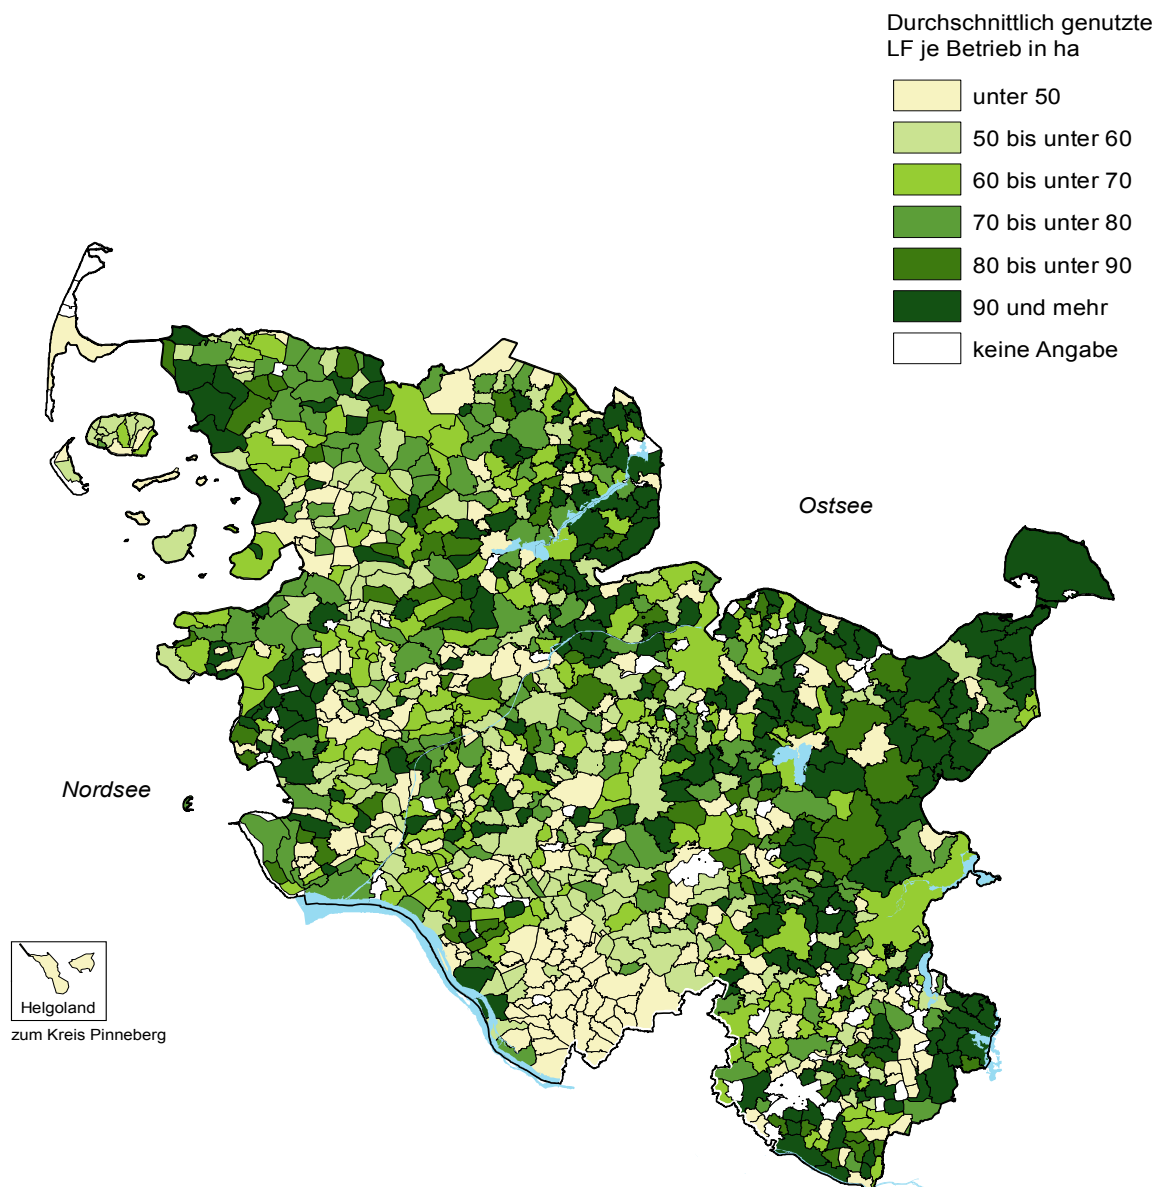 Durchschnittlich genutzte
LF je Betrieb in ha
unter 50
50 bis unter 60
60 bis unter 70
70 bis unter 80
80 bis unter 90
90 und mehr
keine Angabe
Ostsee
Nordsee
Helgoland
zum Kreis Pinneberg